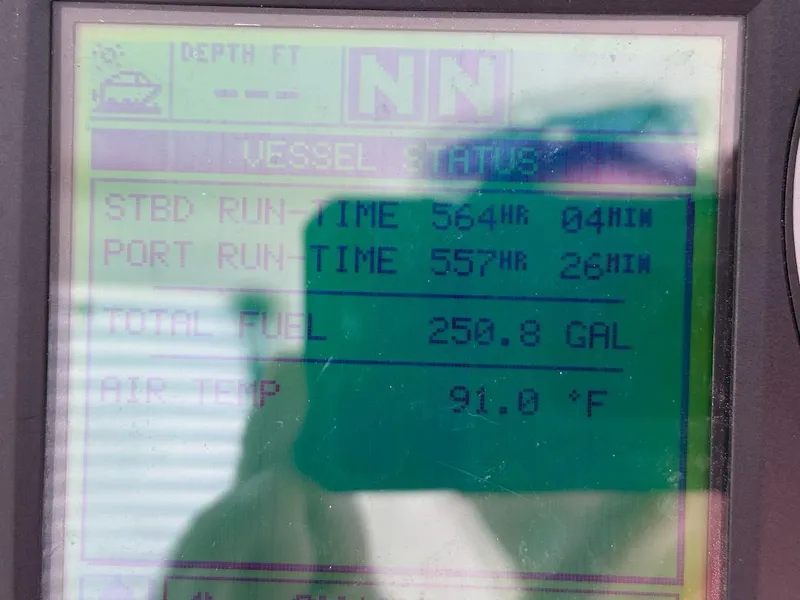 DEPTH FT
--- N N
VESSEL STATUS
STBD RUN-TIME 564HR 04MIN
PORT RUN-TIME 557HR 26MIN
TOTAL FUEL 250.8 GAL
AIR TEMP 91.0 °F